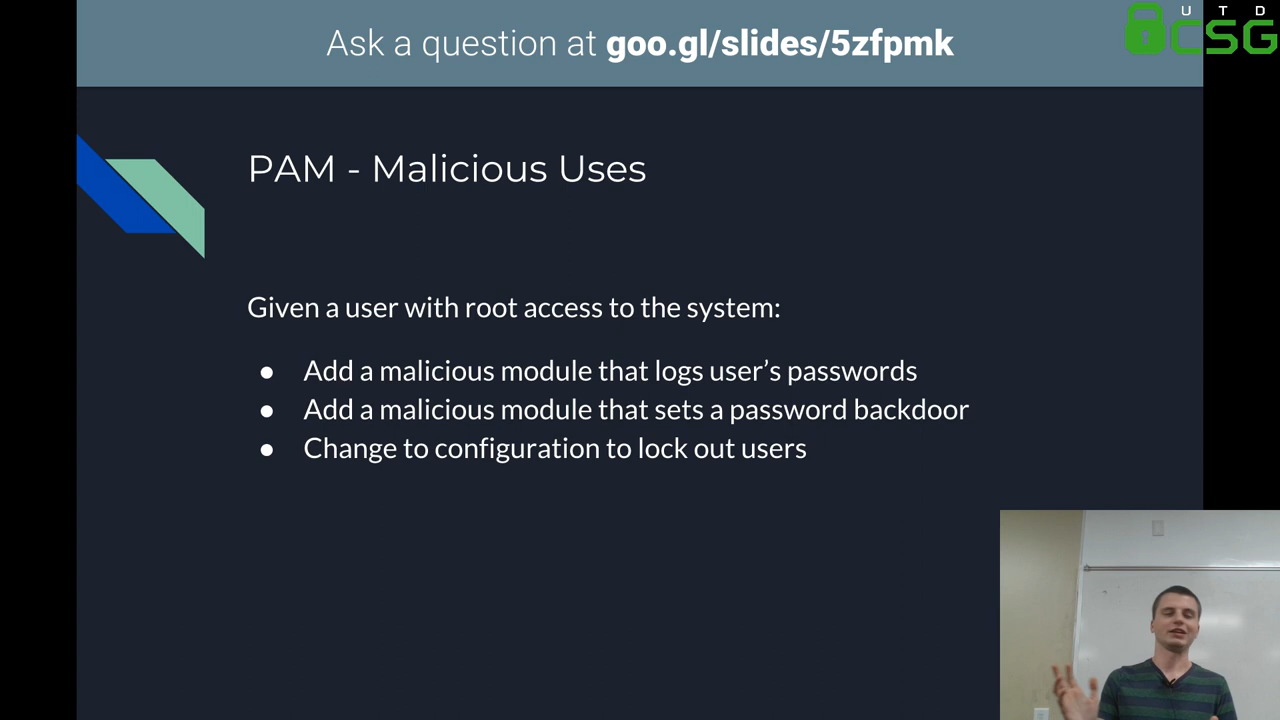 Ask a question at goo.gl/slides/5zfpmk
UTD
CSG
PAM - Malicious Uses
Given a user with root access to the system:
● Add a malicious module that logs user’s passwords
● Add a malicious module that sets a password backdoor
● Change to configuration to lock out users